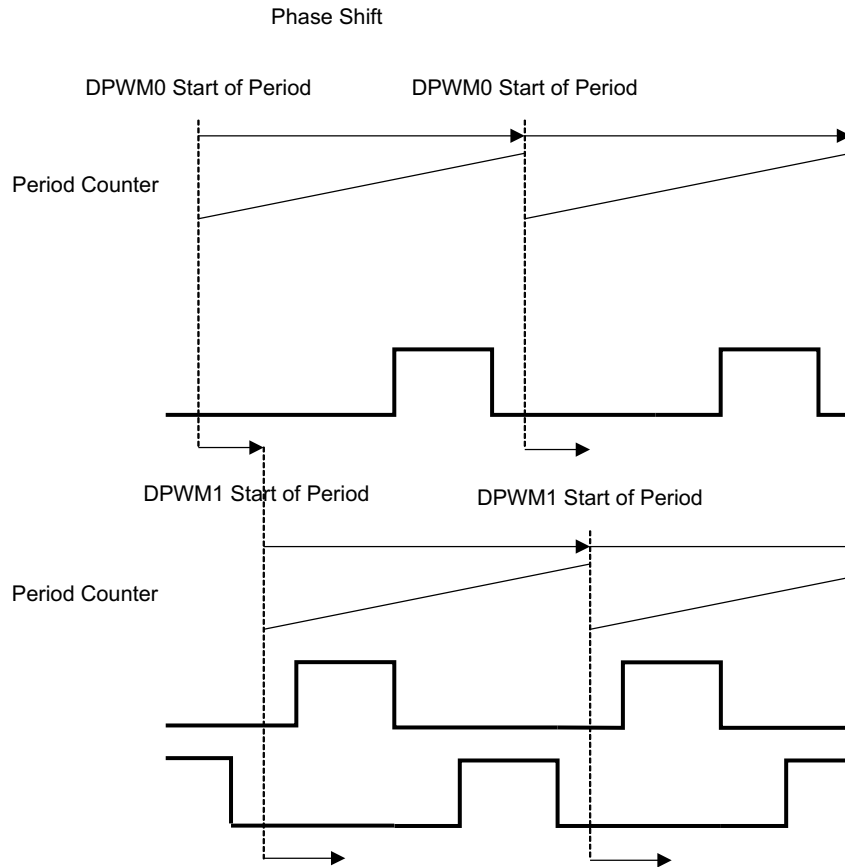 Phase Shift
DPWM0 Start of Period
DPWM0 Start of Period
Period Counter
DPWM1 Start of Period
DPWM1 Start of Period
Period Counter